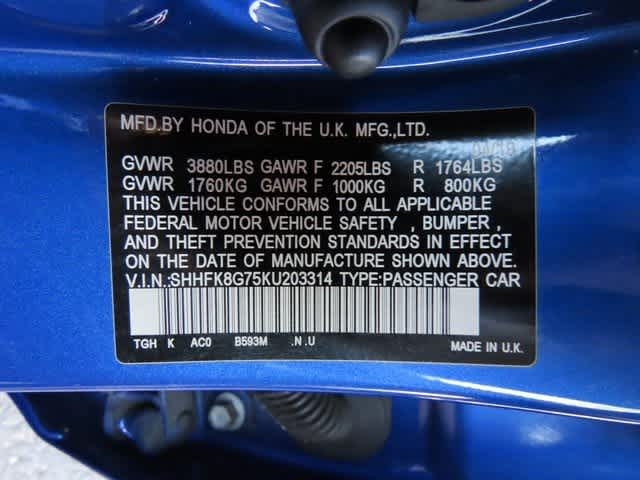 MFD.BY HONDA OF THE U.K. MFG.,LTD.
04/19
GVWR 3880LBS GAWR F 2205LBS R 1764LBS
GVWR 1760KG GAWR F 1000KG R 800KG
THIS VEHICLE CONFORMS TO ALL APPLICABLE
FEDERAL MOTOR VEHICLE SAFETY , BUMPER ,
AND THEFT PREVENTION STANDARDS IN EFFECT
ON THE DATE OF MANUFACTURE SHOWN ABOVE.
V.I.N.:SHHFK8G75KU203314 TYPE:PASSENGER CAR
TGH K AC0 B593M .N .U
MADE IN U.K.